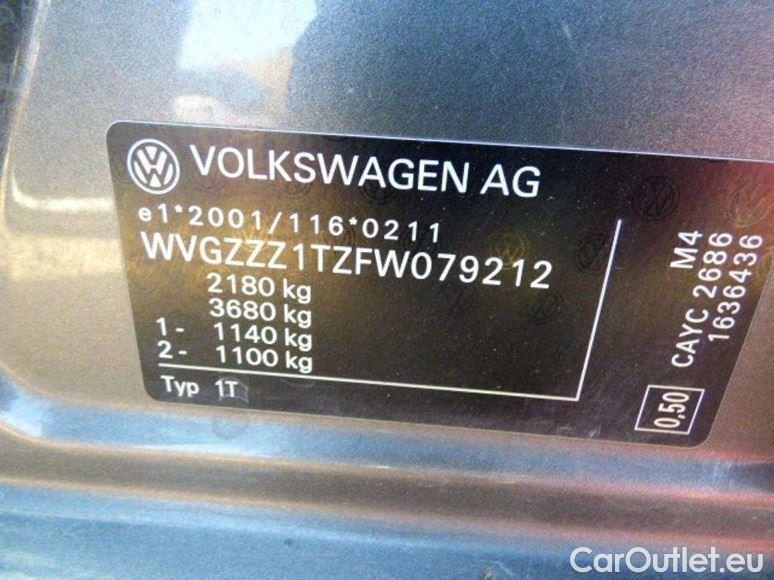 VOLKSWAGEN AG
e1*2001/116*0211
WVGZZZ1TZFW079212
2180 kg
3680 kg
1 - 1140 kg
2 - 1100 kg
Typ 1T
M4
CAYC 2686
1636436
0,50
CarOutlet.eu